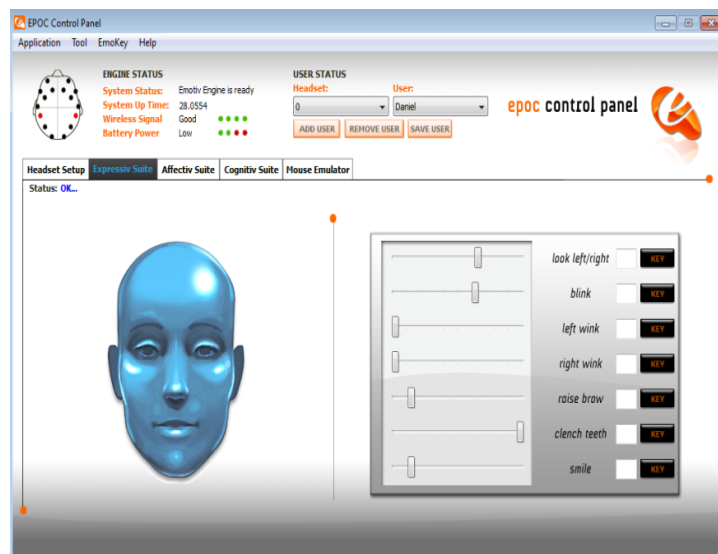 EPOC Control Panel
Application Tool EmoKey Help
ENGINE STATUS
System Status: Emotiv Engine is ready
System Up Time: 28.0554
Wireless Signal Good
Battery Power Low
USER STATUS
Headset: User:
0 Daniel
ADD USER REMOVE USER SAVE USER
epoc control panel
Headset Setup Expressiv Suite Affectiv Suite Cognitiv Suite Mouse Emulator
Status: OK...
look left/right KEY
blink KEY
left wink KEY
right wink KEY
raise brow KEY
clench teeth KEY
smile KEY